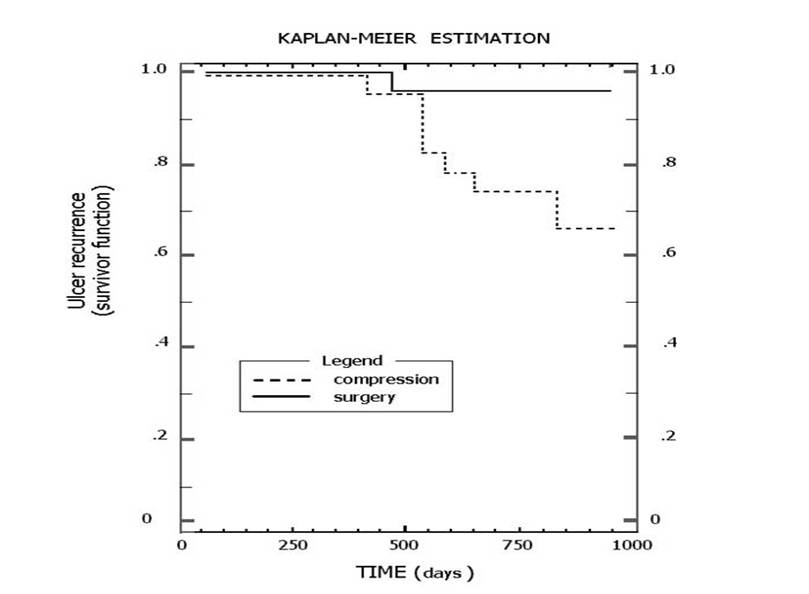 KAPLAN-MEIER ESTIMATION
1.0
.8
.6
.4
.2
0
Ulcer recurrence
(survivor function)
1.0
.8
.6
.4
.2
0
Legend
compression
surgery
0 250 500 750 1000
TIME (days)